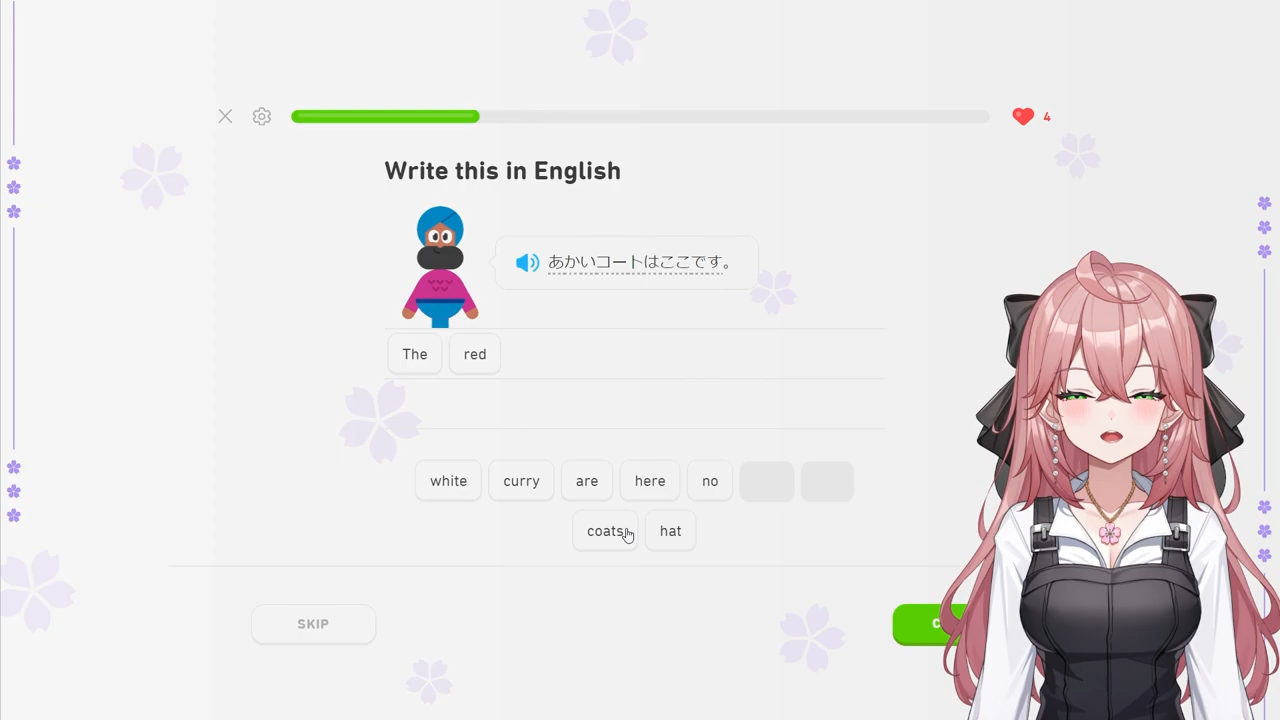 4
Write this in English
あかいコートはここです。
The red
white curry are here no
coats hat
SKIP